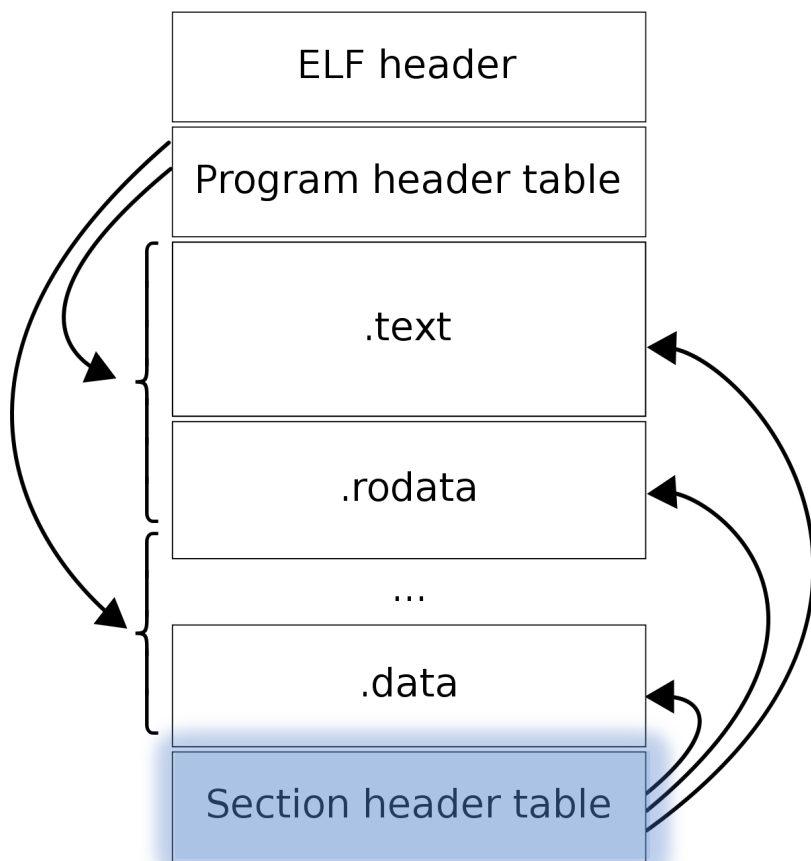 ELF header
Program header table
.text
.rodata
...
.data
Section header table